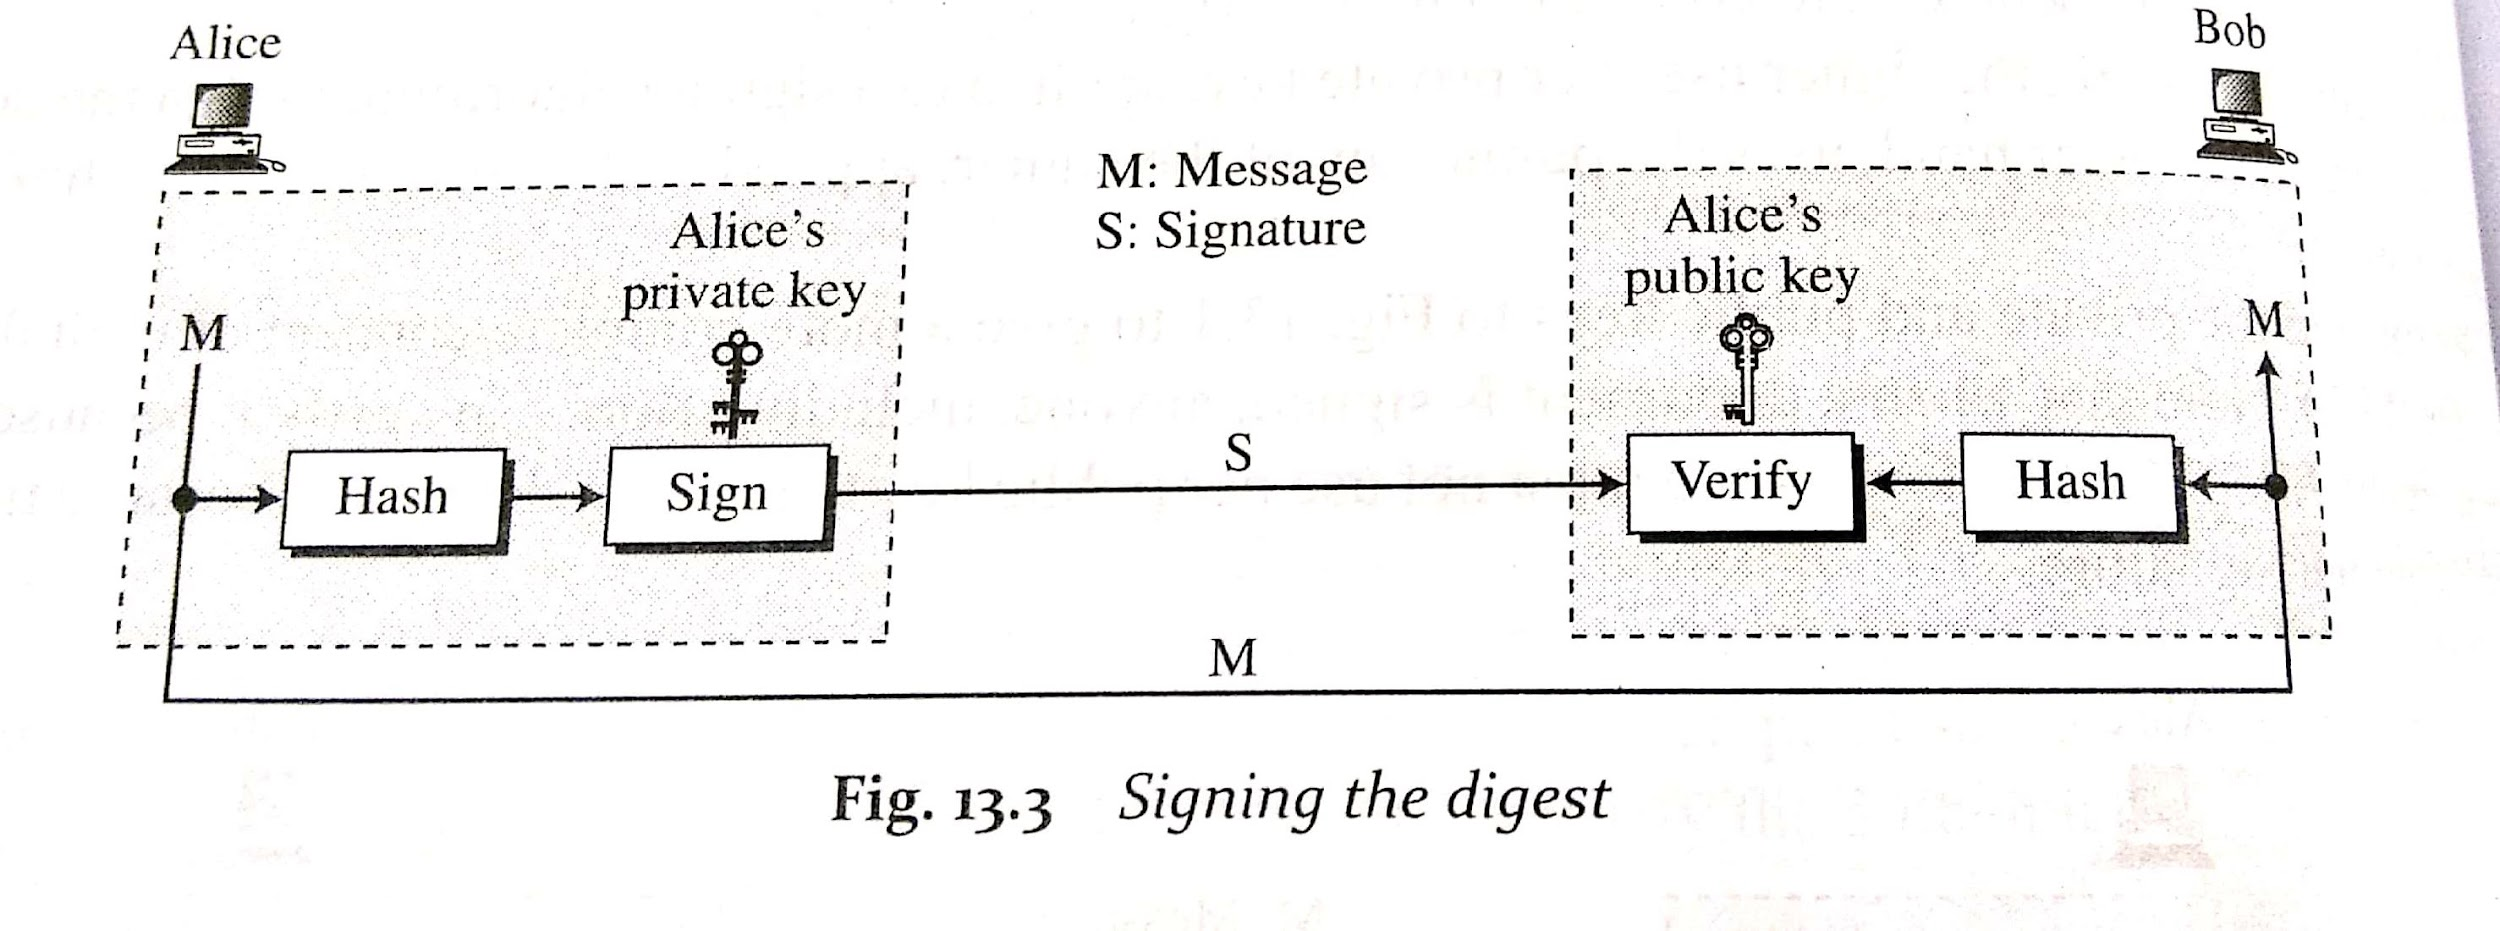 Alice
Bob
M: Message
S: Signature
Alice's
private key
Alice's
public key
M
M
Hash
Sign
S
Verify
Hash
M
Fig. 13.3 Signing the digest